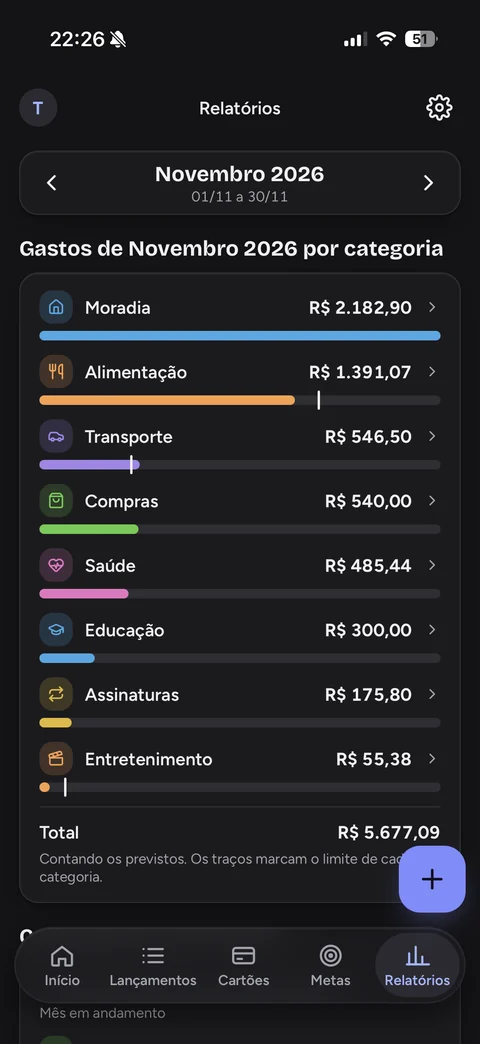 22:26
51
T
Relatórios
Novembro 2026
01/11 a 30/11
Gastos de Novembro 2026 por categoria
Moradia R$ 2.182,90
Alimentação R$ 1.391,07
Transporte R$ 546,50
Compras R$ 540,00
Saúde R$ 485,44
Educação R$ 300,00
Assinaturas R$ 175,80
Entretenimento R$ 55,38
Total R$ 5.677,09
Contando os previstos. Os traços marcam o limite de
categoria.
Início Lançamentos Cartões Metas Relatórios
Mês em andamento